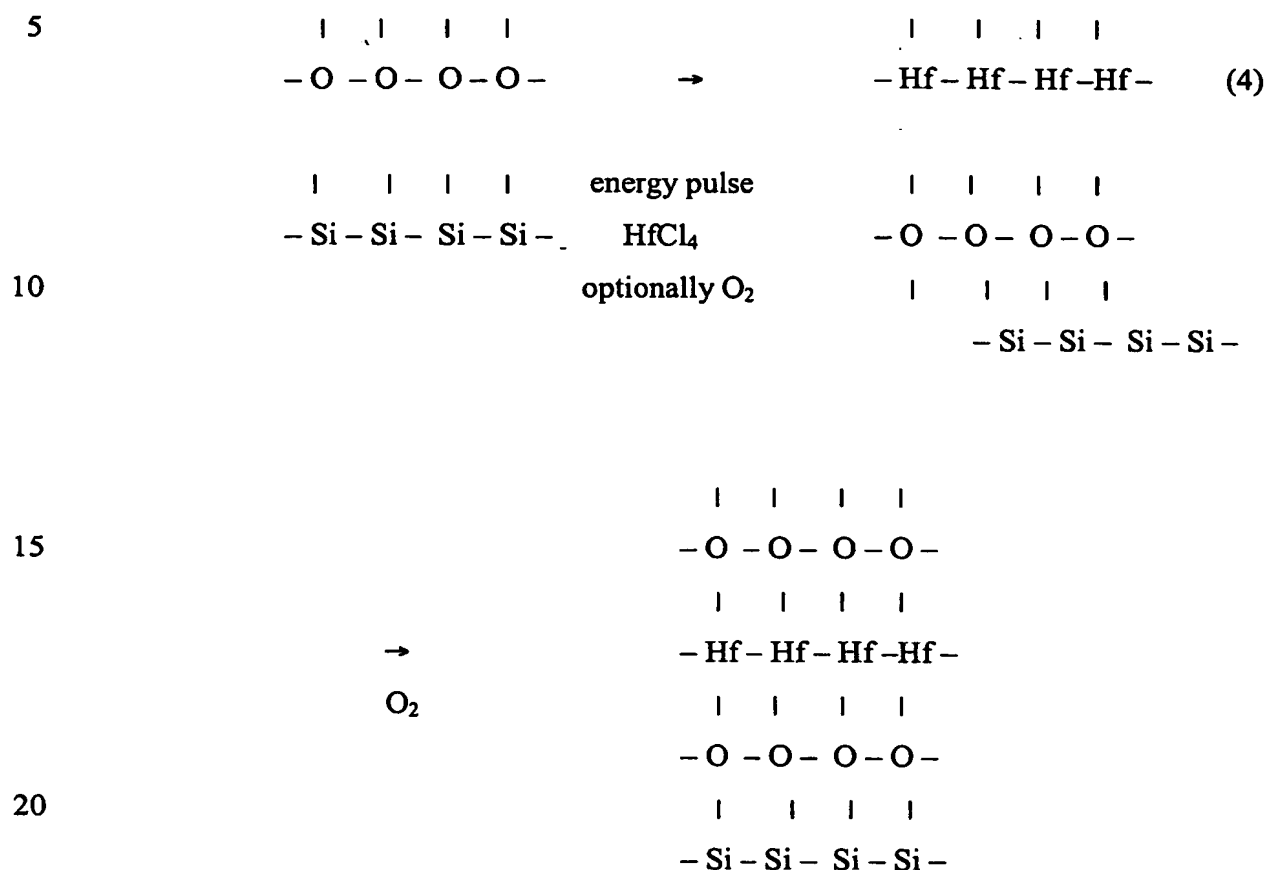 5 | | | | | | | |
– O – O – O – O – → – Hf – Hf – Hf –Hf – (4)
| | | | energy pulse | | | |
– Si – Si – Si – Si – HfCl₄ – O – O – O – O –
10 optionally O₂ | | | |
– Si – Si – Si – Si –
| | | |
15 – O – O – O – O –
| | | |
→ – Hf – Hf – Hf –Hf –
O₂ | | | |
– O – O – O – O –
20 | | | |
– Si – Si – Si – Si –